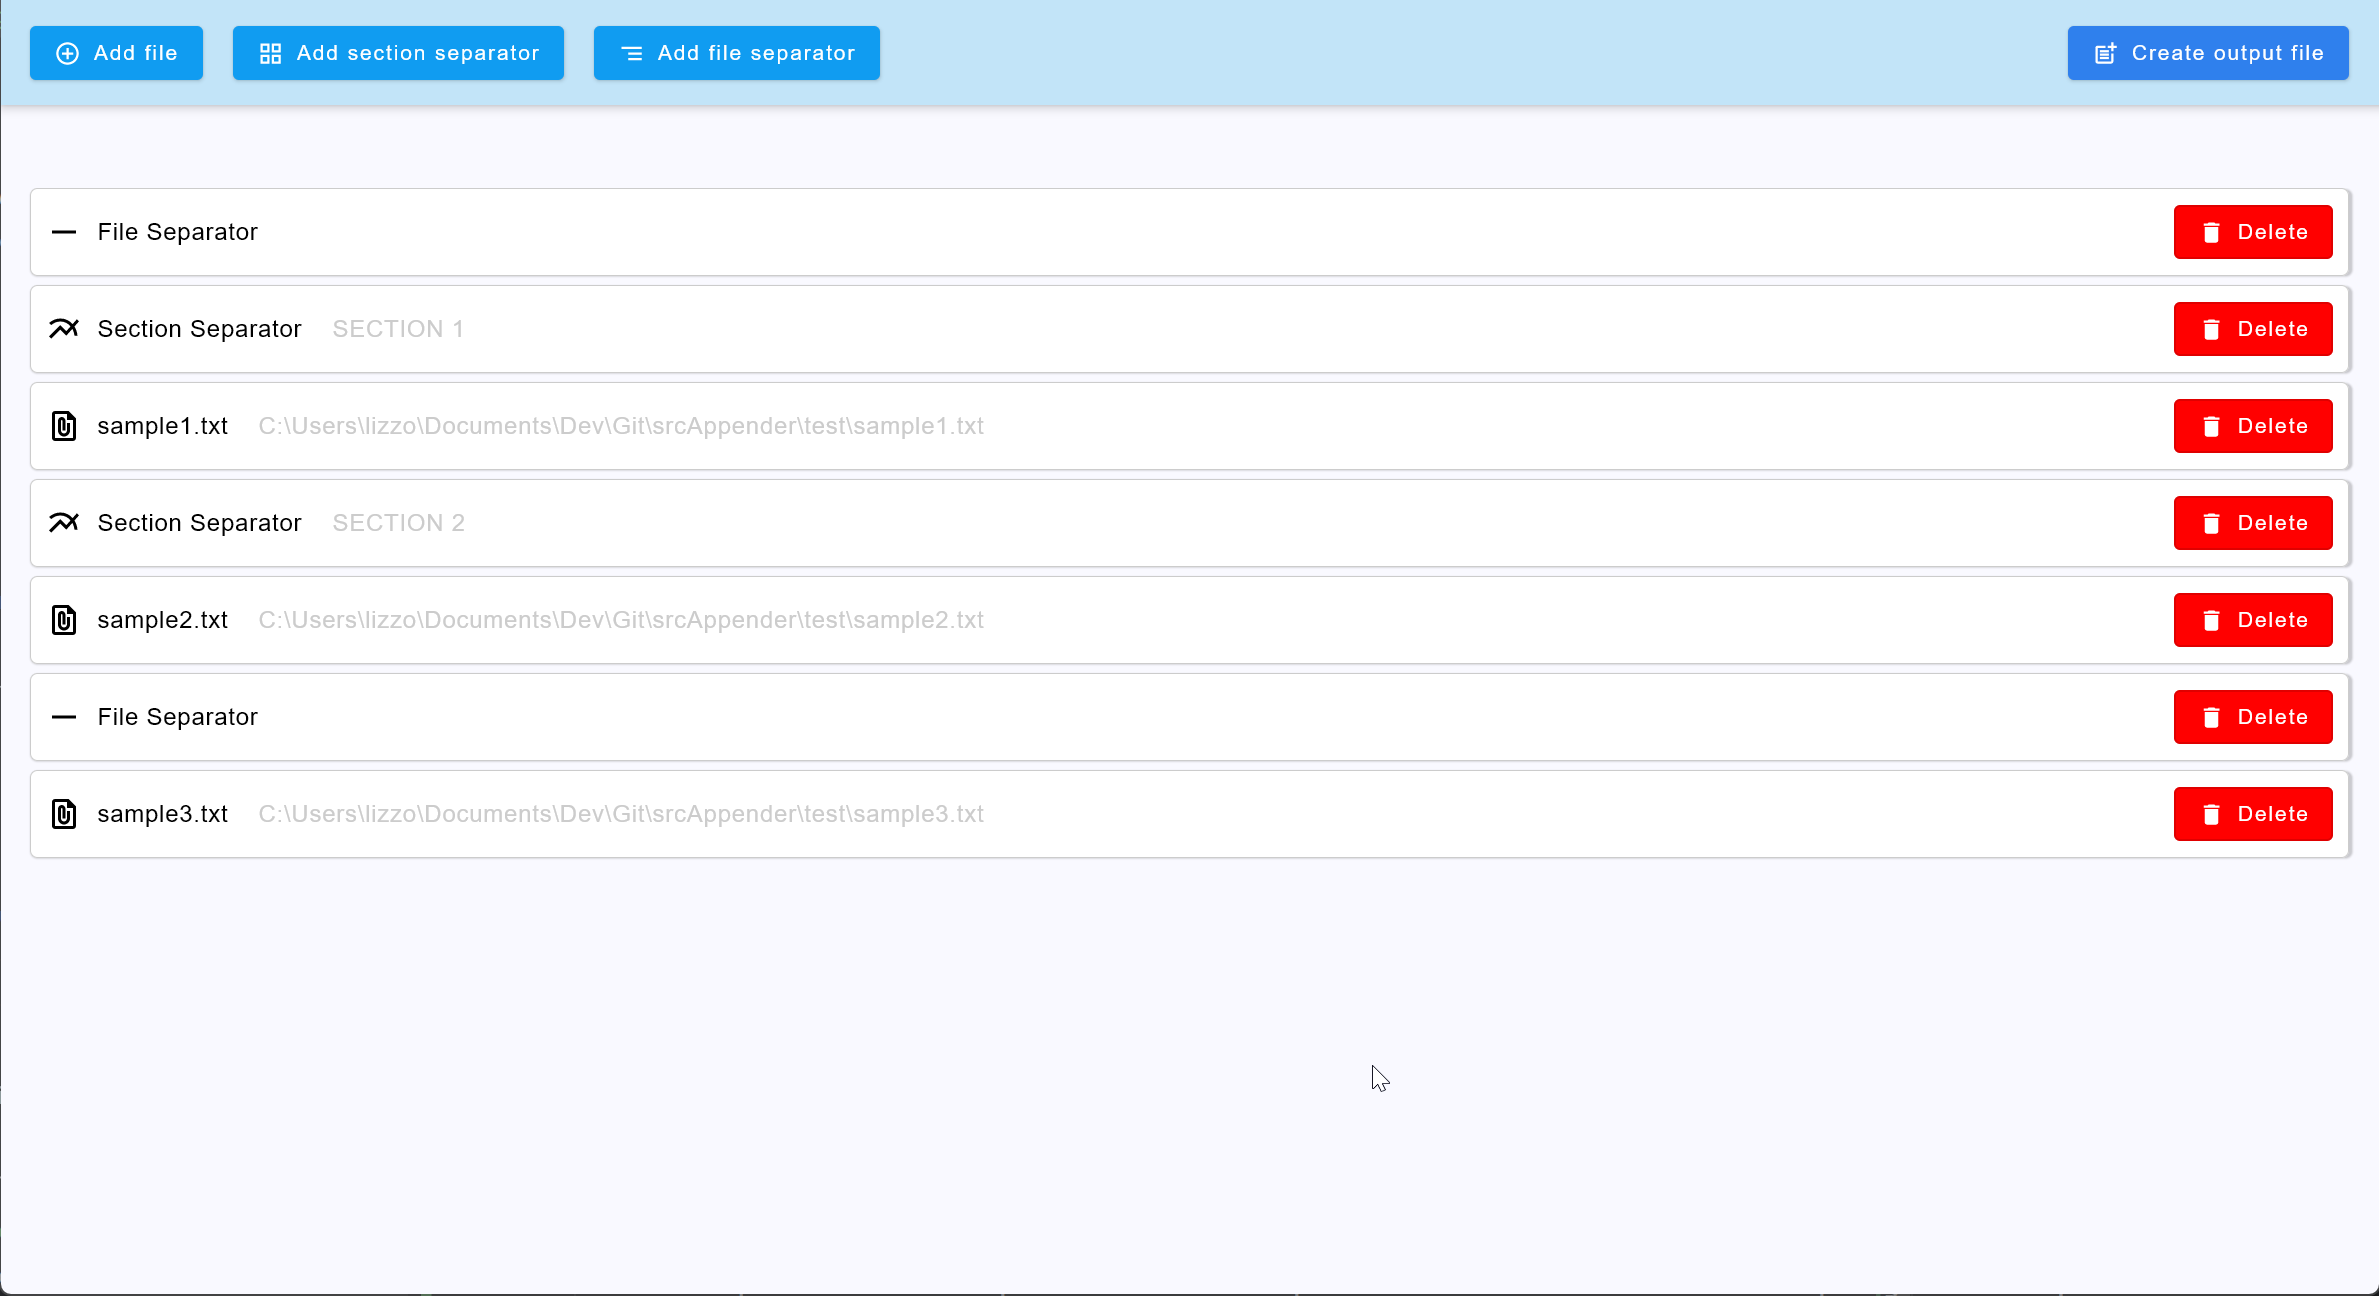 Add file Add section separator Add file separator Create output file
File Separator Delete
Section Separator SECTION 1 Delete
sample1.txt C:\Users\lizzo\Documents\Dev\Git\srcAppender\test\sample1.txt Delete
Section Separator SECTION 2 Delete
sample2.txt C:\Users\lizzo\Documents\Dev\Git\srcAppender\test\sample2.txt Delete
File Separator Delete
sample3.txt C:\Users\lizzo\Documents\Dev\Git\srcAppender\test\sample3.txt Delete